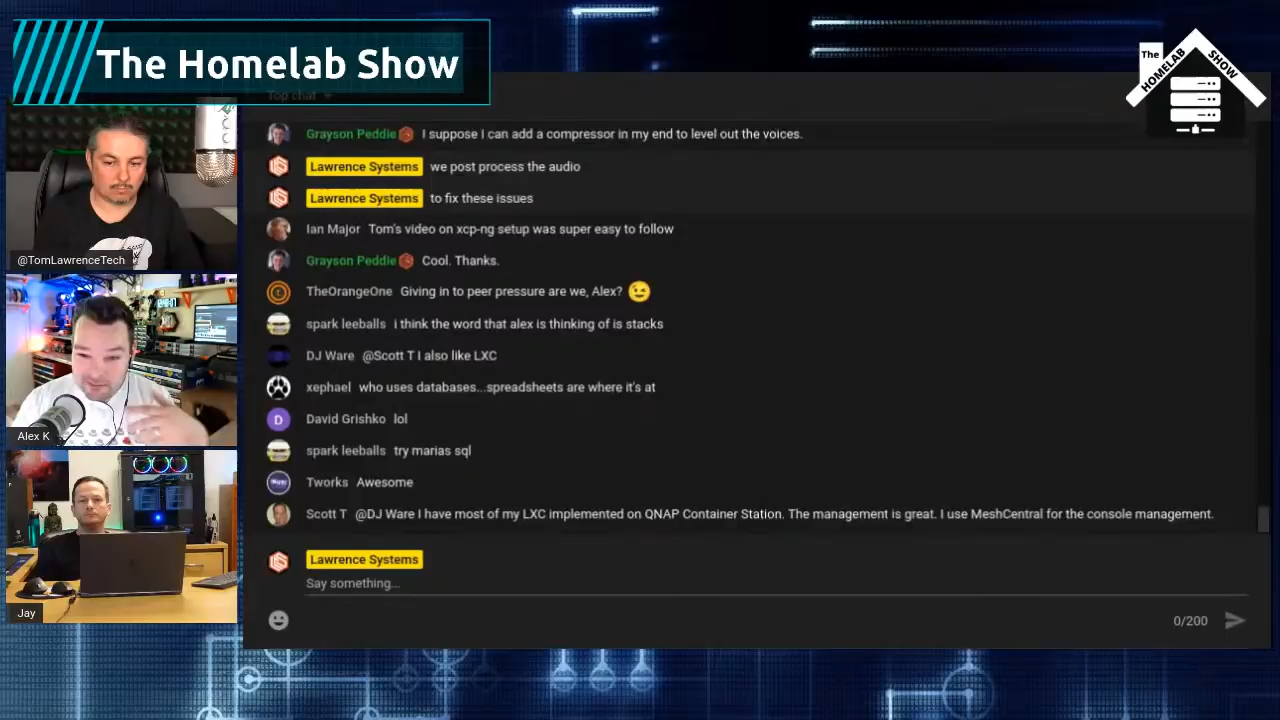 The Homelab Show
The
HOMELAB
SHOW
Top chat
Grayson Peddie I suppose I can add a compressor in my end to level out the voices.
Lawrence Systems we post process the audio
Lawrence Systems to fix these issues
Ian Major Tom's video on xcp-ng setup was super easy to follow
Grayson Peddie Cool. Thanks.
TheOrangeOne Giving in to peer pressure are we, Alex? 😉
spark leeballs i think the word that alex is thinking of is stacks
DJ Ware @Scott T I also like LXC
xephael who uses databases...spreadsheets are where it's at
D David Grishko lol
spark leeballs try marias sql
Tworks Awesome
Scott T @DJ Ware I have most of my LXC implemented on QNAP Container Station. The management is great. I use MeshCentral for the console management.
Lawrence Systems
Say something...
0/200
@TomLawrenceTech
Alex K
Jay